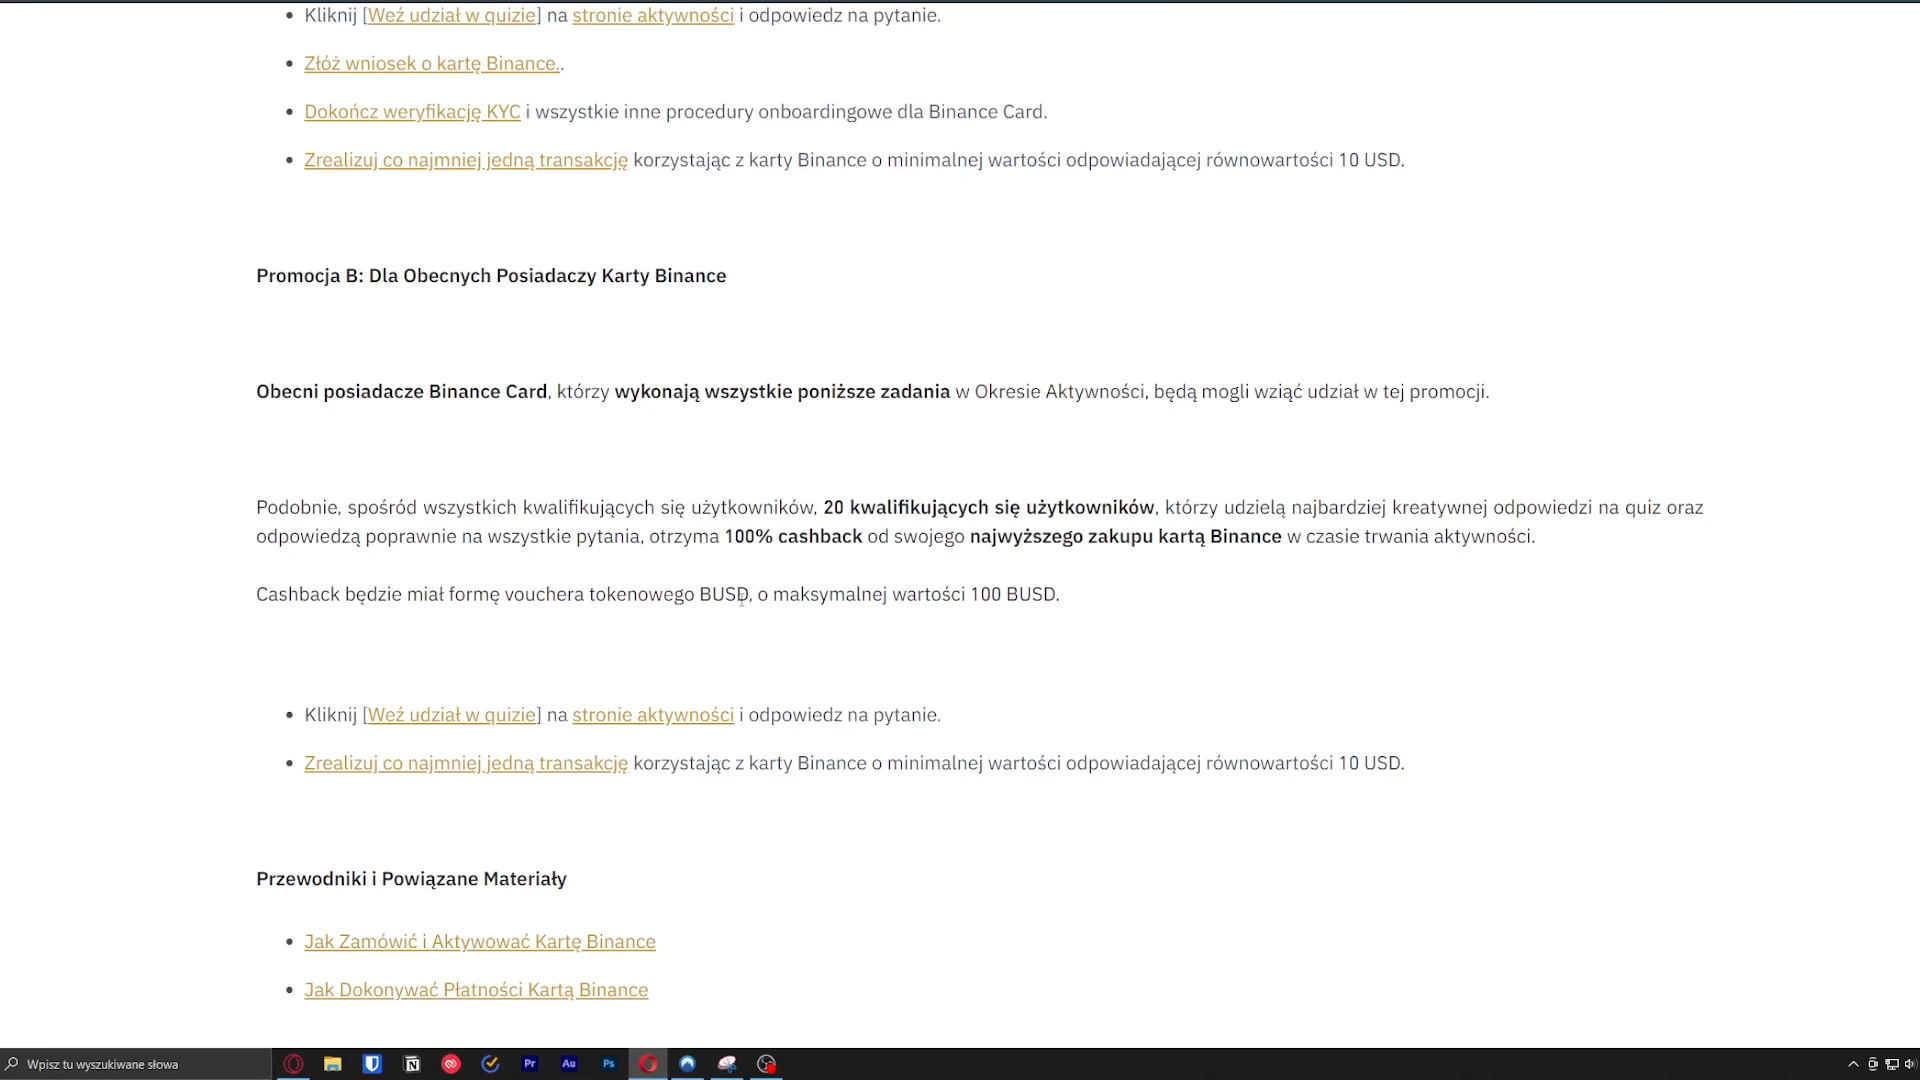 Kliknij [Weź udział w quizie] na stronie aktywności i odpowiedz na pytanie.
Złóż wniosek o kartę Binance..
Dokończ weryfikację KYC i wszystkie inne procedury onboardingowe dla Binance Card.
Zrealizuj co najmniej jedną transakcję korzystając z karty Binance o minimalnej wartości odpowiadającej równowartości 10 USD.
Promocja B: Dla Obecnych Posiadaczy Karty Binance
Obecni posiadacze Binance Card, którzy wykonają wszystkie poniższe zadania w Okresie Aktywności, będą mogli wziąć udział w tej promocji.
Podobnie, spośród wszystkich kwalifikujących się użytkowników, 20 kwalifikujących się użytkowników, którzy udzielą najbardziej kreatywnej odpowiedzi na quiz oraz
odpowiedzą poprawnie na wszystkie pytania, otrzyma 100% cashback od swojego najwyższego zakupu kartą Binance w czasie trwania aktywności.
Cashback będzie miał formę vouchera tokenowego BUSD, o maksymalnej wartości 100 BUSD.
Kliknij [Weź udział w quizie] na stronie aktywności i odpowiedz na pytanie.
Zrealizuj co najmniej jedną transakcję korzystając z karty Binance o minimalnej wartości odpowiadającej równowartości 10 USD.
Przewodniki i Powiązane Materiały
Jak Zamówić i Aktywować Kartę Binance
Jak Dokonywać Płatności Kartą Binance
Wpisz tu wyszukiwane słowa
Pr Au Ps